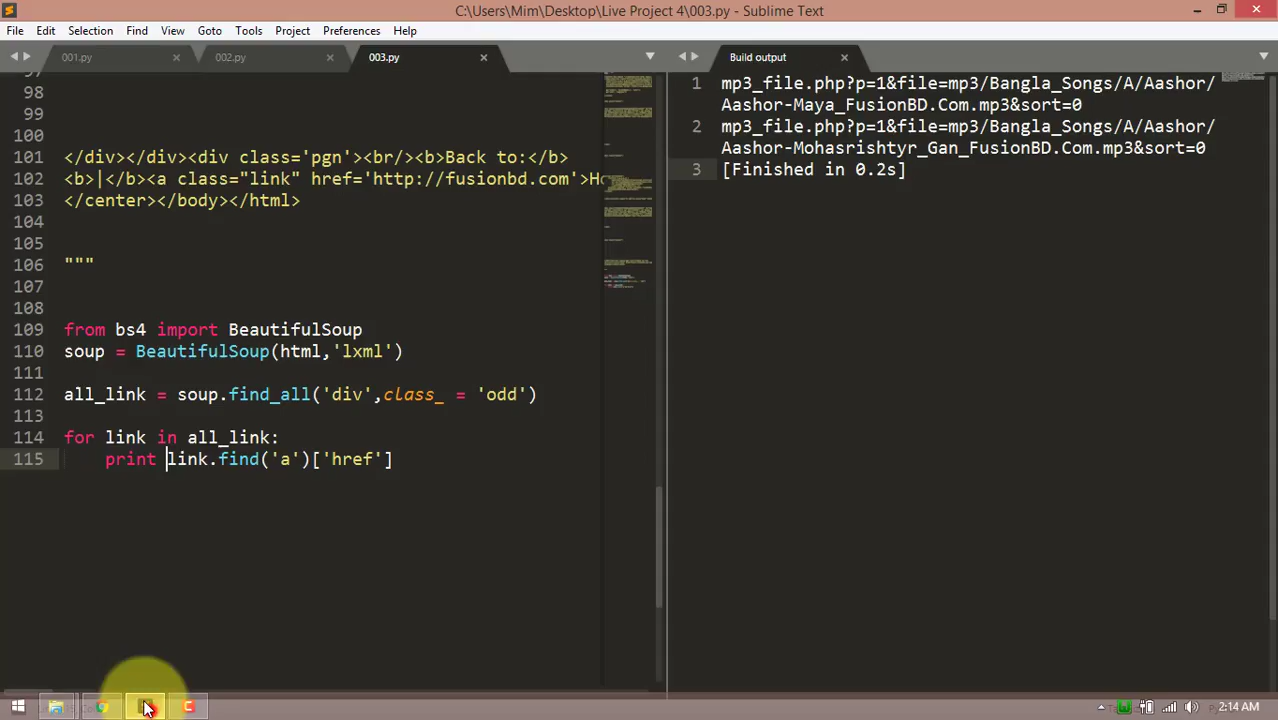 C:\Users\Mim\Desktop\Live Project 4\003.py - Sublime Text
File Edit Selection Find View Goto Tools Project Preferences Help
001.py 002.py 003.py
98
99
100
101 </div></div><div class='pgn'><br/><b>Back to:</b>
102 <b>|</b><a class="link" href='http://fusionbd.com'>Ho
103 </center></body></html>
104
105
106 """
107
108
109 from bs4 import BeautifulSoup
110 soup = BeautifulSoup(html,'lxml')
111
112 all_link = soup.find_all('div',class_ = 'odd')
113
114 for link in all_link:
115 print link.find('a')['href']
Build output
1 mp3_file.php?p=1&file=mp3/Bangla_Songs/A/Aashor/
Aashor-Maya_FusionBD.Com.mp3&sort=0
2 mp3_file.php?p=1&file=mp3/Bangla_Songs/A/Aashor/
Aashor-Mohasrishtyr_Gan_FusionBD.Com.mp3&sort=0
3 [Finished in 0.2s]
2:14 AM